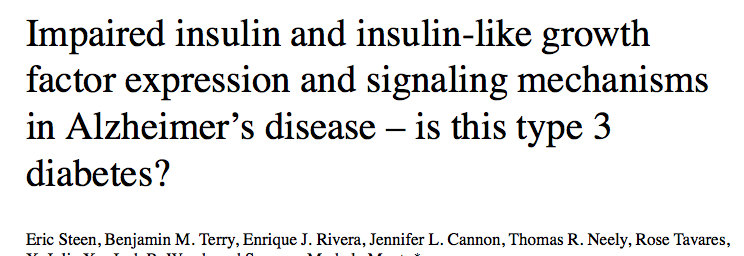 Impaired insulin and insulin-like growth
factor expression and signaling mechanisms
in Alzheimer’s disease – is this type 3
diabetes?
Eric Steen, Benjamin M. Terry, Enrique J. Rivera, Jennifer L. Cannon, Thomas R. Neely, Rose Tavares,